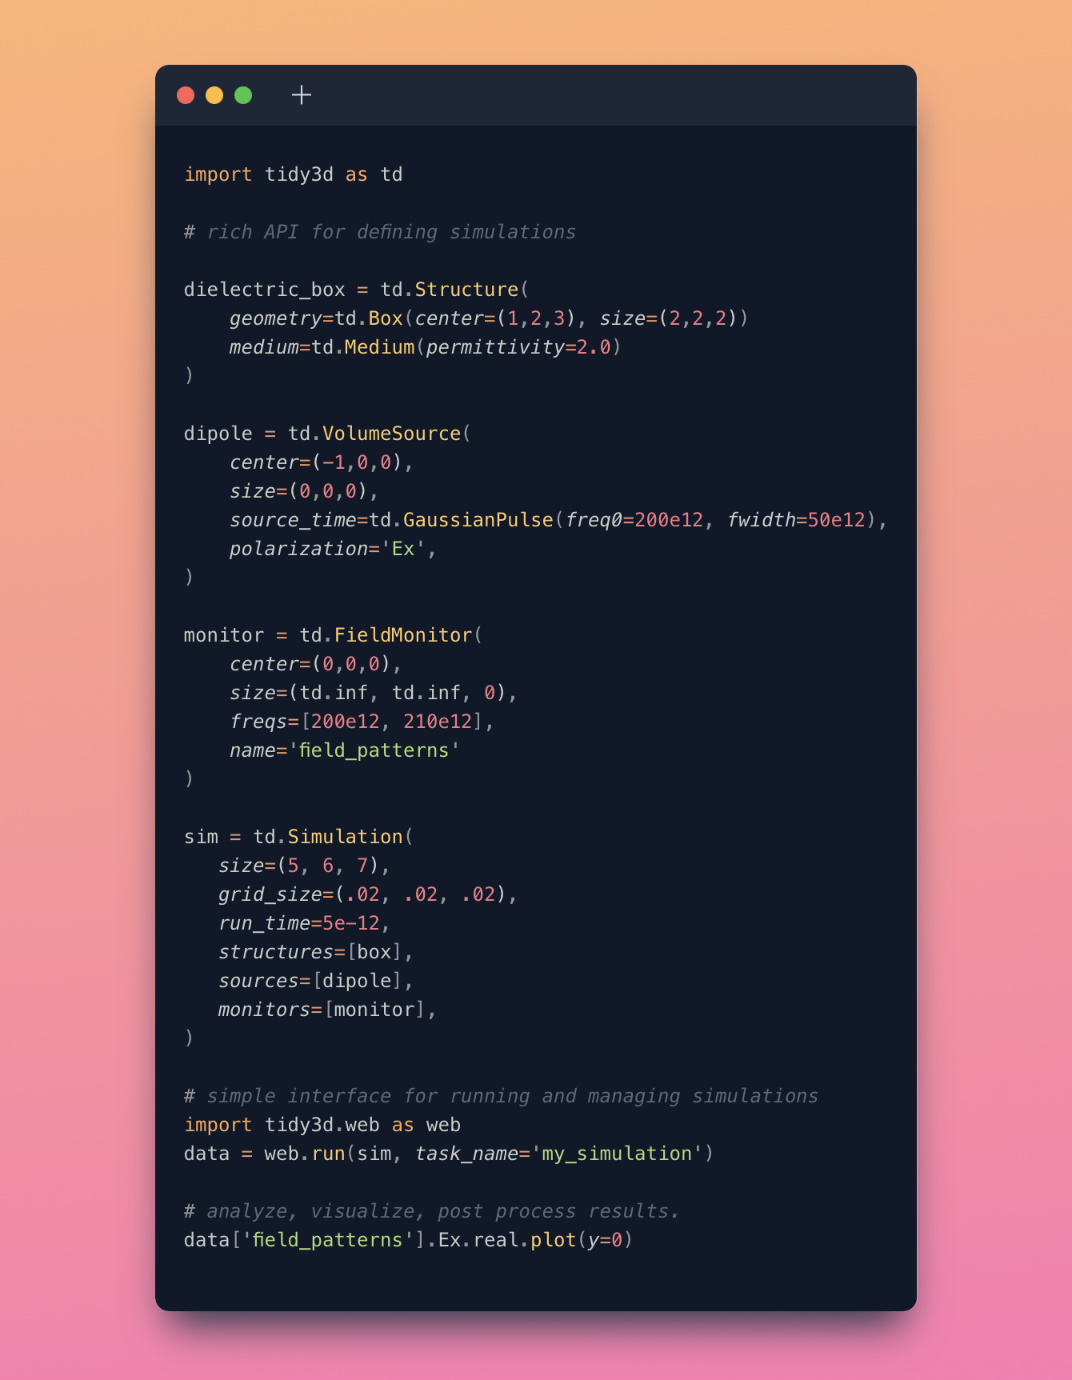 import tidy3d as td
# rich API for defining simulations
dielectric_box = td.Structure(
    geometry=td.Box(center=(1,2,3), size=(2,2,2))
    medium=td.Medium(permittivity=2.0)
)
dipole = td.VolumeSource(
    center=(-1,0,0),
    size=(0,0,0),
    source_time=td.GaussianPulse(freq0=200e12, fwidth=50e12),
    polarization='Ex',
)
monitor = td.FieldMonitor(
    center=(0,0,0),
    size=(td.inf, td.inf, 0),
    freqs=[200e12, 210e12],
    name='field_patterns'
)
sim = td.Simulation(
   size=(5, 6, 7),
   grid_size=(.02, .02, .02),
   run_time=5e-12,
   structures=[box],
   sources=[dipole],
   monitors=[monitor],
)
# simple interface for running and managing simulations
import tidy3d.web as web
data = web.run(sim, task_name='my_simulation')
# analyze, visualize, post process results.
data['field_patterns'].Ex.real.plot(y=0)